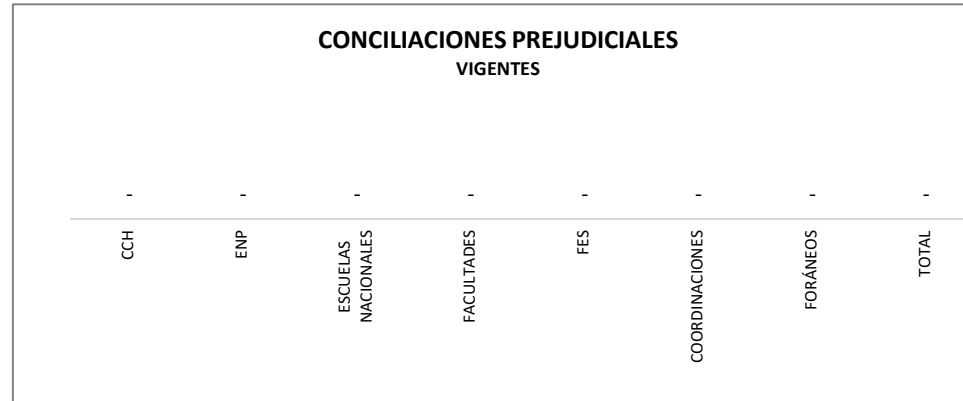 CONCILIACIONES PREJUDICIALES
VIGENTES
- - - - - - - -
CCH
ENP
ESCUELAS
NACIONALES
FACULTADES
FES
COORDINACIONES
FORÁNEOS
TOTAL